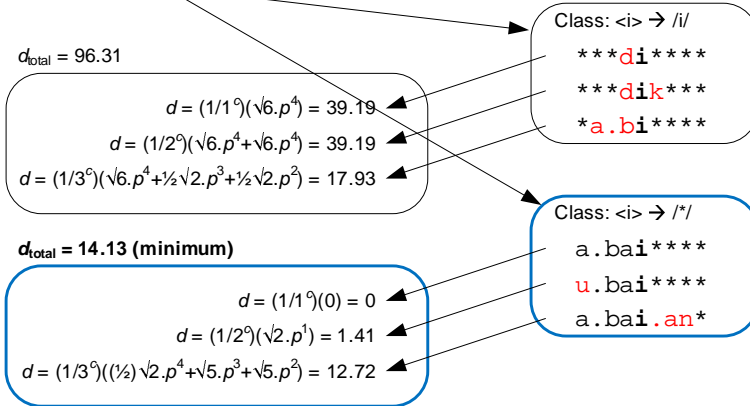 Class: <i> → /i/
***di****
***dik***
*a.bi****
d_total = 96.31
d = (1/1^c)(√6.p^4) = 39.19
d = (1/2^c)(√6.p^4+√6.p^4) = 39.19
d = (1/3^c)(√6.p^4+½√2.p^3+½√2.p^2) = 17.93
Class: <i> → /*/
a.bai****
u.bai****
a.bai.an*
d_total = 14.13 (minimum)
d = (1/1^c)(0) = 0
d = (1/2^c)(√2.p^1) = 1.41
d = (1/3^c)((½)√2.p^4+√5.p^3+√5.p^2) = 12.72